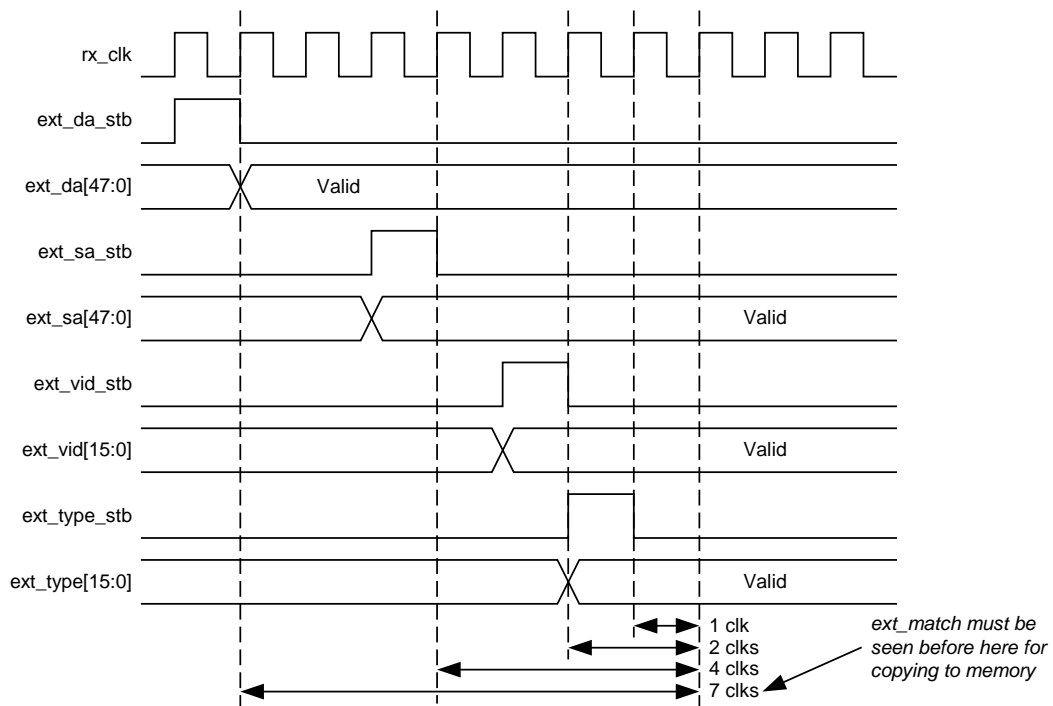 rx_clk
ext_da_stb
ext_da[47:0]
Valid
ext_sa_stb
ext_sa[47:0]
Valid
ext_vid_stb
ext_vid[15:0]
Valid
ext_type_stb
ext_type[15:0]
Valid
1 clk
2 clks
4 clks
7 clks
ext_match must be
seen before here for
copying to memory